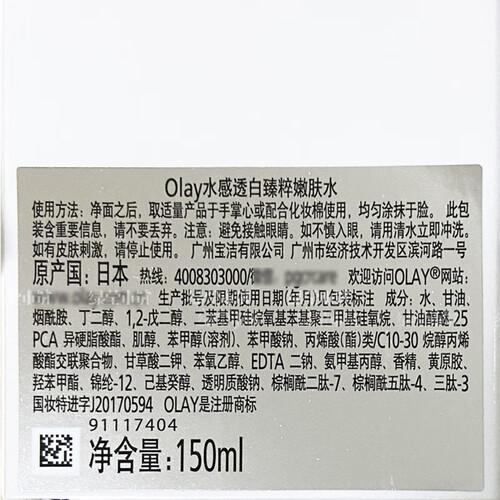 Olay水感透白臻粹嫩肤水
使用方法：净面之后，取适量产品于手掌心或配合化妆棉使用，均匀涂抹于脸。此包
装含重要信息，请不要丢弃。注意：避免接触眼睛。如不慎入眼，请用清水立即冲洗。
如有皮肤刺激，请停止使用。 广州宝洁有限公司 广州市经济技术开发区滨河路一号
原产国：日本 热线：4008303000/ 欢迎访问OLAY®网站：
生产批号及限期使用日期(年月)见包装标注 成分：水、甘油、
烟酰胺、丁二醇、1,2-戊二醇、二苯基甲硅烷氧基苯基聚三甲基硅氧烷、甘油醇醚-25
PCA 异硬脂酸酯、肌醇、苯甲醇(溶剂)、苯甲酸钠、丙烯酸(酯)类/C10-30 烷醇丙烯
酸酯交联聚合物、甘草酸二钾、苯氧乙醇、EDTA 二钠、氨甲基丙醇、香精、黄原胶、
羟苯甲酯、锦纶-12、己基癸醇、透明质酸钠、棕榈酰二肽-7、棕榈酰五肽-4、三肽-3
国妆特进字J20170594 OLAY是注册商标
91117404
净含量：150ml